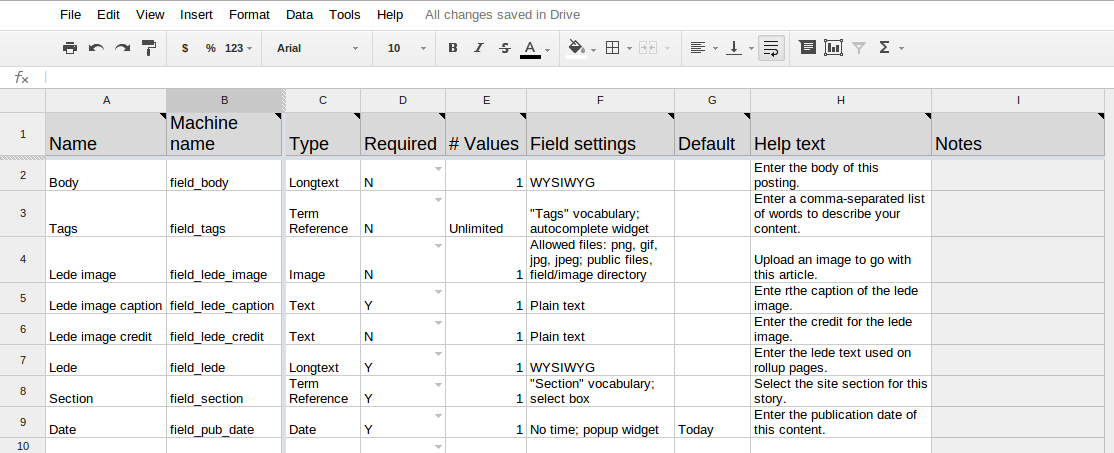 File Edit View Insert Format Data Tools Help All changes saved in Drive
$ % 123 Arial 10 B I S A Σ
fx
A B C D E F G H I
1 Name Machine name Type Required # Values Field settings Default Help text Notes
2 Body field_body Longtext N 1 WYSIWYG Enter the body of this posting.
3 Tags field_tags Term Reference N Unlimited "Tags" vocabulary; autocomplete widget Enter a comma-separated list of words to describe your content.
4 Lede image field_lede_image Image N 1 Allowed files: png, gif, jpg, jpeg; public files, field/image directory Upload an image to go with this article.
5 Lede image caption field_lede_caption Text Y 1 Plain text Ente rthe caption of the lede image.
6 Lede image credit field_lede_credit Text N 1 Plain text Enter the credit for the lede image.
7 Lede field_lede Longtext Y 1 WYSIWYG Enter the lede text used on rollup pages.
8 Section field_section Term Reference Y 1 "Section" vocabulary; select box Select the site section for this story.
9 Date field_pub_date Date Y 1 No time; popup widget Today Enter the publication date of this content.
10